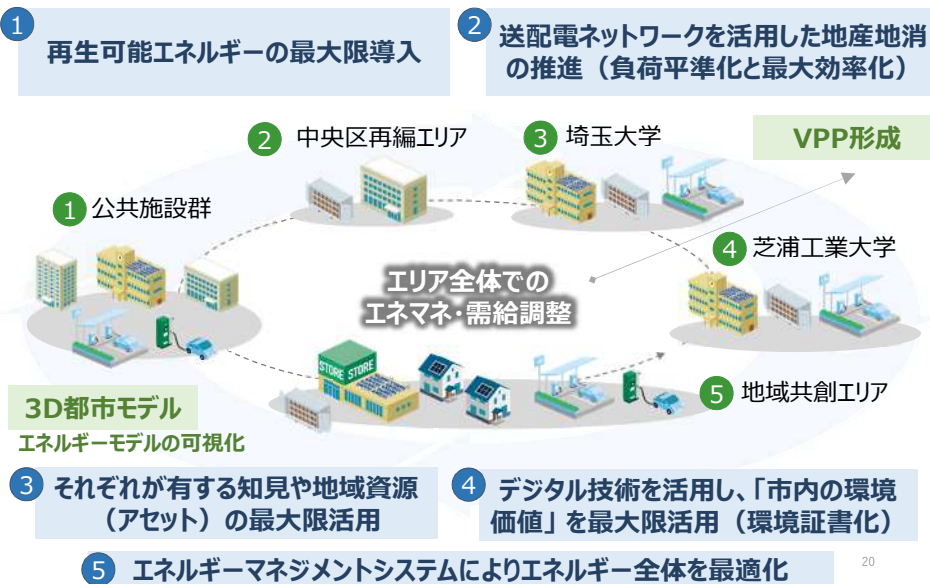 1
再生可能エネルギーの最大限導入
2
送配電ネットワークを活用した地産地消
の推進（負荷平準化と最大効率化）
2 中央区再編エリア
3 埼玉大学
VPP形成
1 公共施設群
4 芝浦工業大学
エリア全体での
エネマネ・需給調整
STORE STORE
5 地域共創エリア
3D都市モデル
エネルギーモデルの可視化
3
それぞれが有する知見や地域資源
（アセット）の最大限活用
4
デジタル技術を活用し、「市内の環境
価値」を最大限活用（環境証書化）
5 エネルギーマネジメントシステムによりエネルギー全体を最適化
20